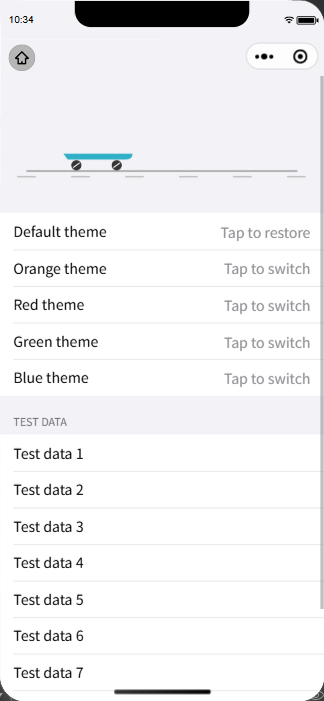 10:34
Default theme Tap to restore
Orange theme Tap to switch
Red theme Tap to switch
Green theme Tap to switch
Blue theme Tap to switch
TEST DATA
Test data 1
Test data 2
Test data 3
Test data 4
Test data 5
Test data 6
Test data 7